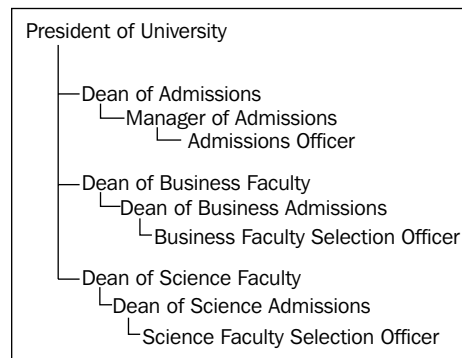 President of University
Dean of Admissions
Manager of Admissions
Admissions Officer
Dean of Business Faculty
Dean of Business Admissions
Business Faculty Selection Officer
Dean of Science Faculty
Dean of Science Admissions
Science Faculty Selection Officer